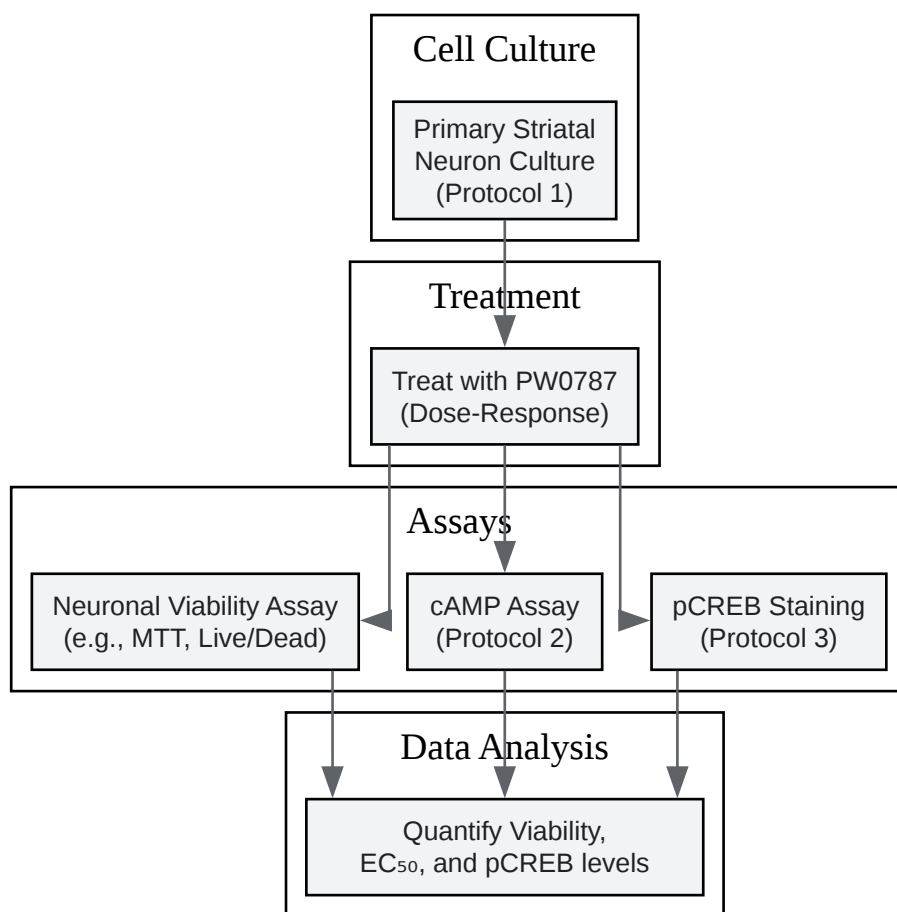 Cell Culture
Primary Striatal
Neuron Culture
(Protocol 1)
Treatment
Treat with PW0787
(Dose-Response)
Assays
Neuronal Viability Assay
(e.g., MTT, Live/Dead)
cAMP Assay
(Protocol 2)
pCREB Staining
(Protocol 3)
Data Analysis
Quantify Viability,
EC₅₀, and pCREB levels